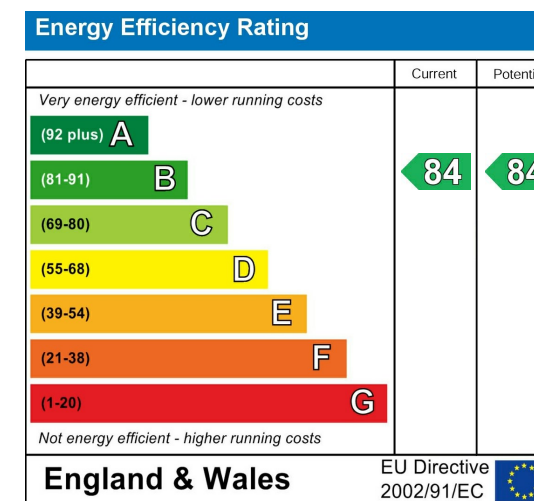 Energy Efficiency Rating
Current Potenti
Very energy efficient - lower running costs
(92 plus) A
(81-91) B 84 84
(69-80) C
(55-68) D
(39-54) E
(21-38) F
(1-20) G
Not energy efficient - higher running costs
England & Wales
EU Directive
2002/91/EC